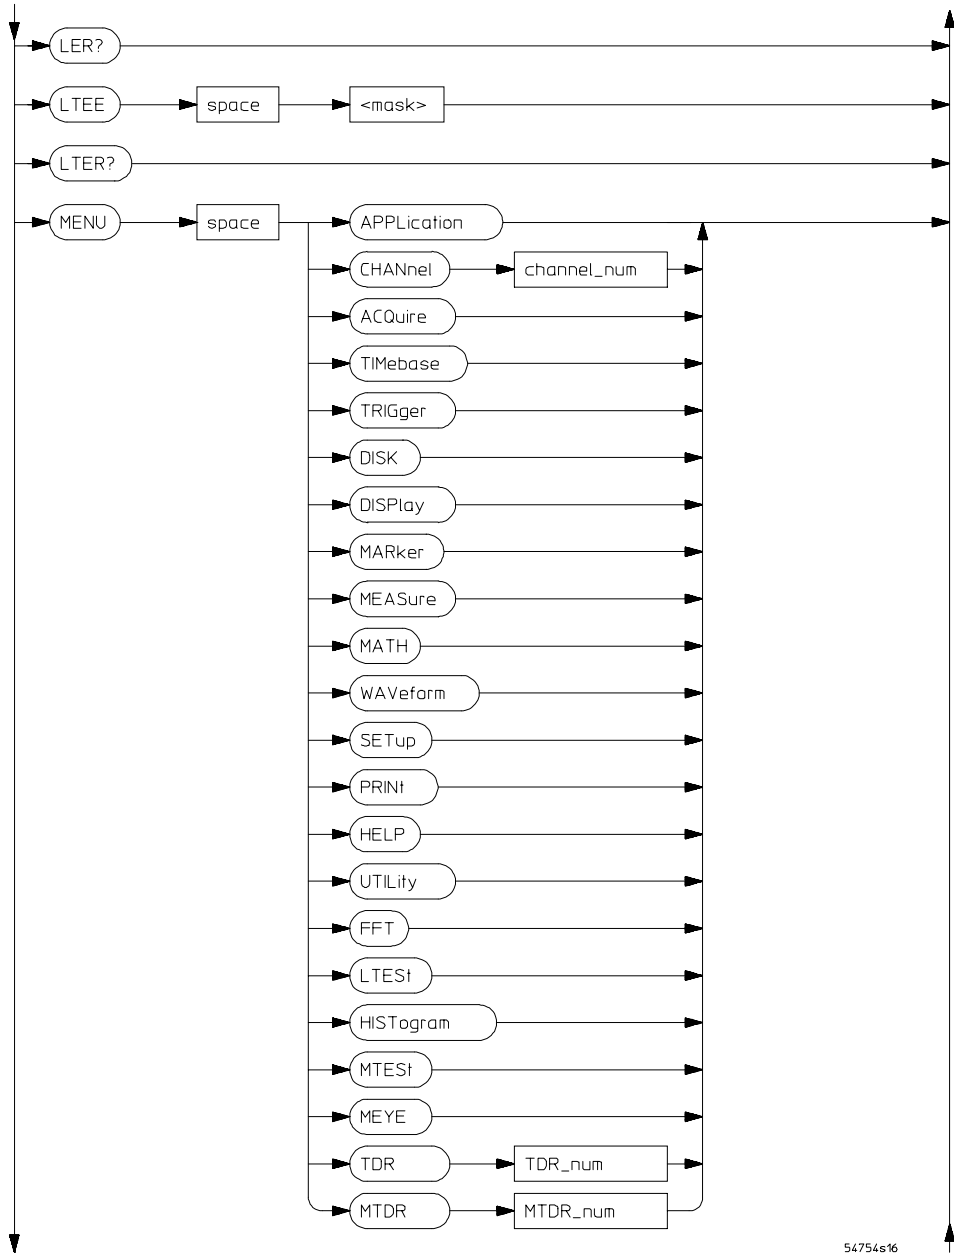 LER?
LTEE space <mask>
LTER?
MENU space APPLication
CHANnel channel_num
ACQuire
TIMebase
TRIGger
DISK
DISPlay
MARker
MEASure
MATH
WAVeform
SETup
PRINt
HELP
UTILity
FFT
LTESt
HISTogram
MTESt
MEYE
TDR TDR_num
MTDR MTDR_num
54754s16